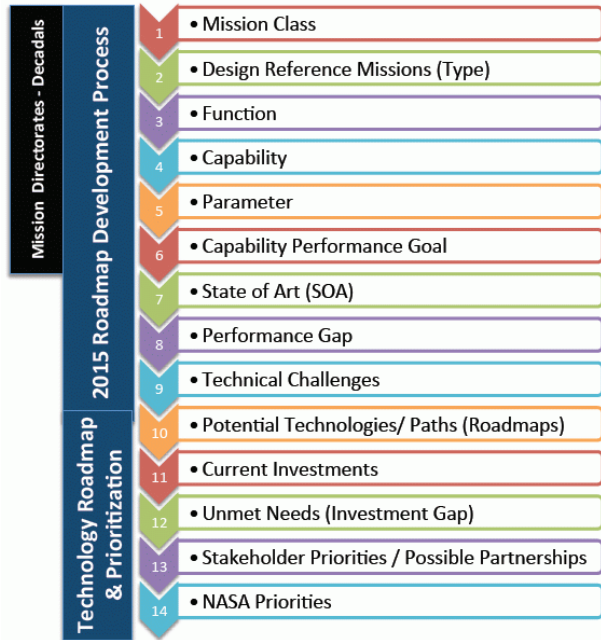 Mission Directorates - Decadals
2015 Roadmap Development Process
Technology Roadmap
& Prioritization
1 • Mission Class
2 • Design Reference Missions (Type)
3 • Function
4 • Capability
5 • Parameter
6 • Capability Performance Goal
7 • State of Art (SOA)
8 • Performance Gap
9 • Technical Challenges
10 • Potential Technologies/ Paths (Roadmaps)
11 • Current Investments
12 • Unmet Needs (Investment Gap)
13 • Stakeholder Priorities / Possible Partnerships
14 • NASA Priorities